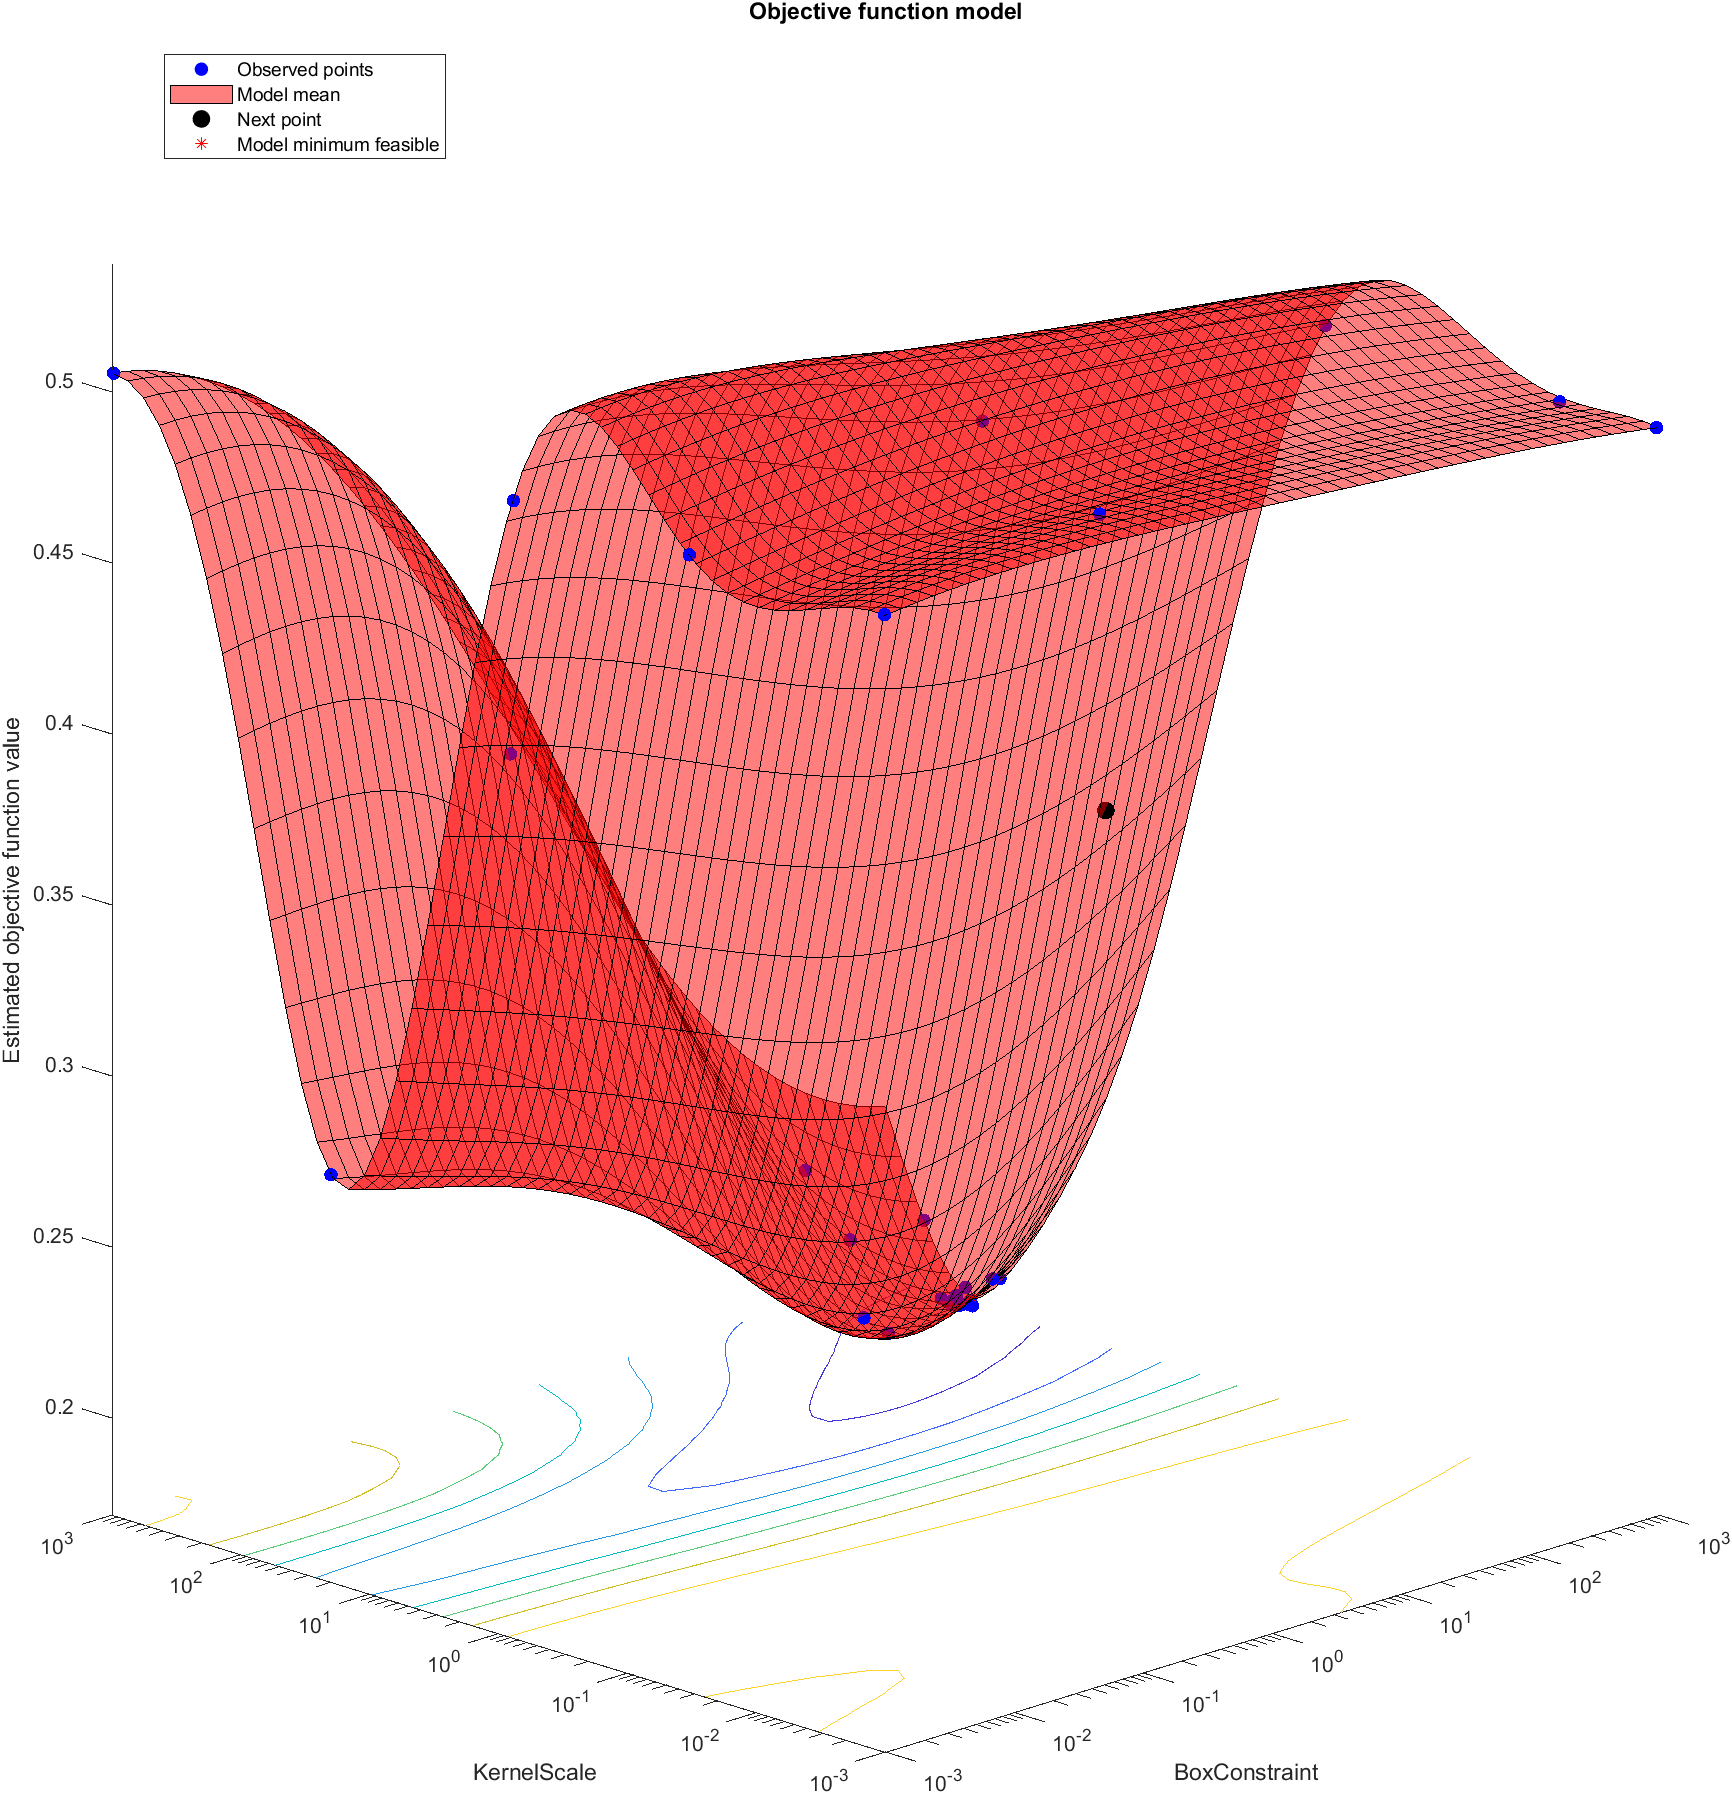 Objective function model
Observed points
Model mean
Next point
Model minimum feasible
Estimated objective function value
0.5
0.45
0.4
0.35
0.3
0.25
0.2
10^3
10^2
10^1
10^0
10^-1
10^-2
10^-3
KernelScale
10^-3
10^-2
10^-1
10^0
10^1
10^2
10^3
BoxConstraint